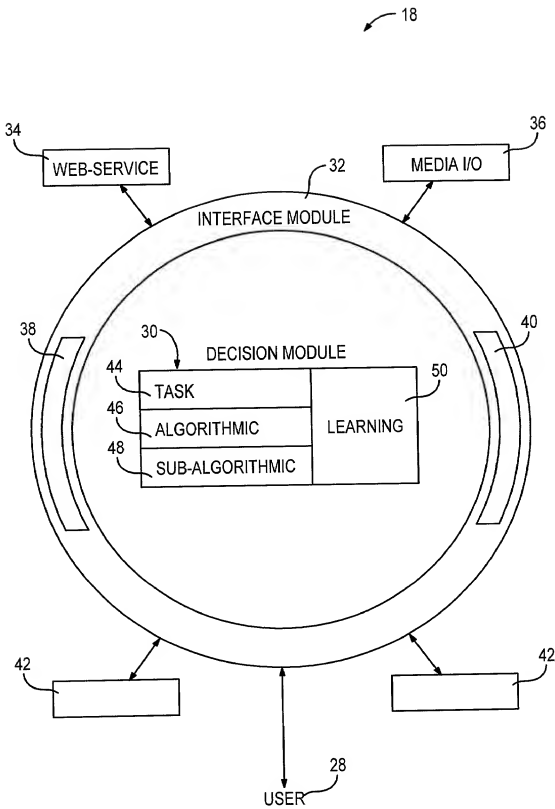 18
34
36
WEB-SERVICE
MEDIA I/O
32
INTERFACE MODULE
38
40
30
DECISION MODULE
44
50
TASK
46
ALGORITHMIC
LEARNING
48
SUB-ALGORITHMIC
42
42
28
USER